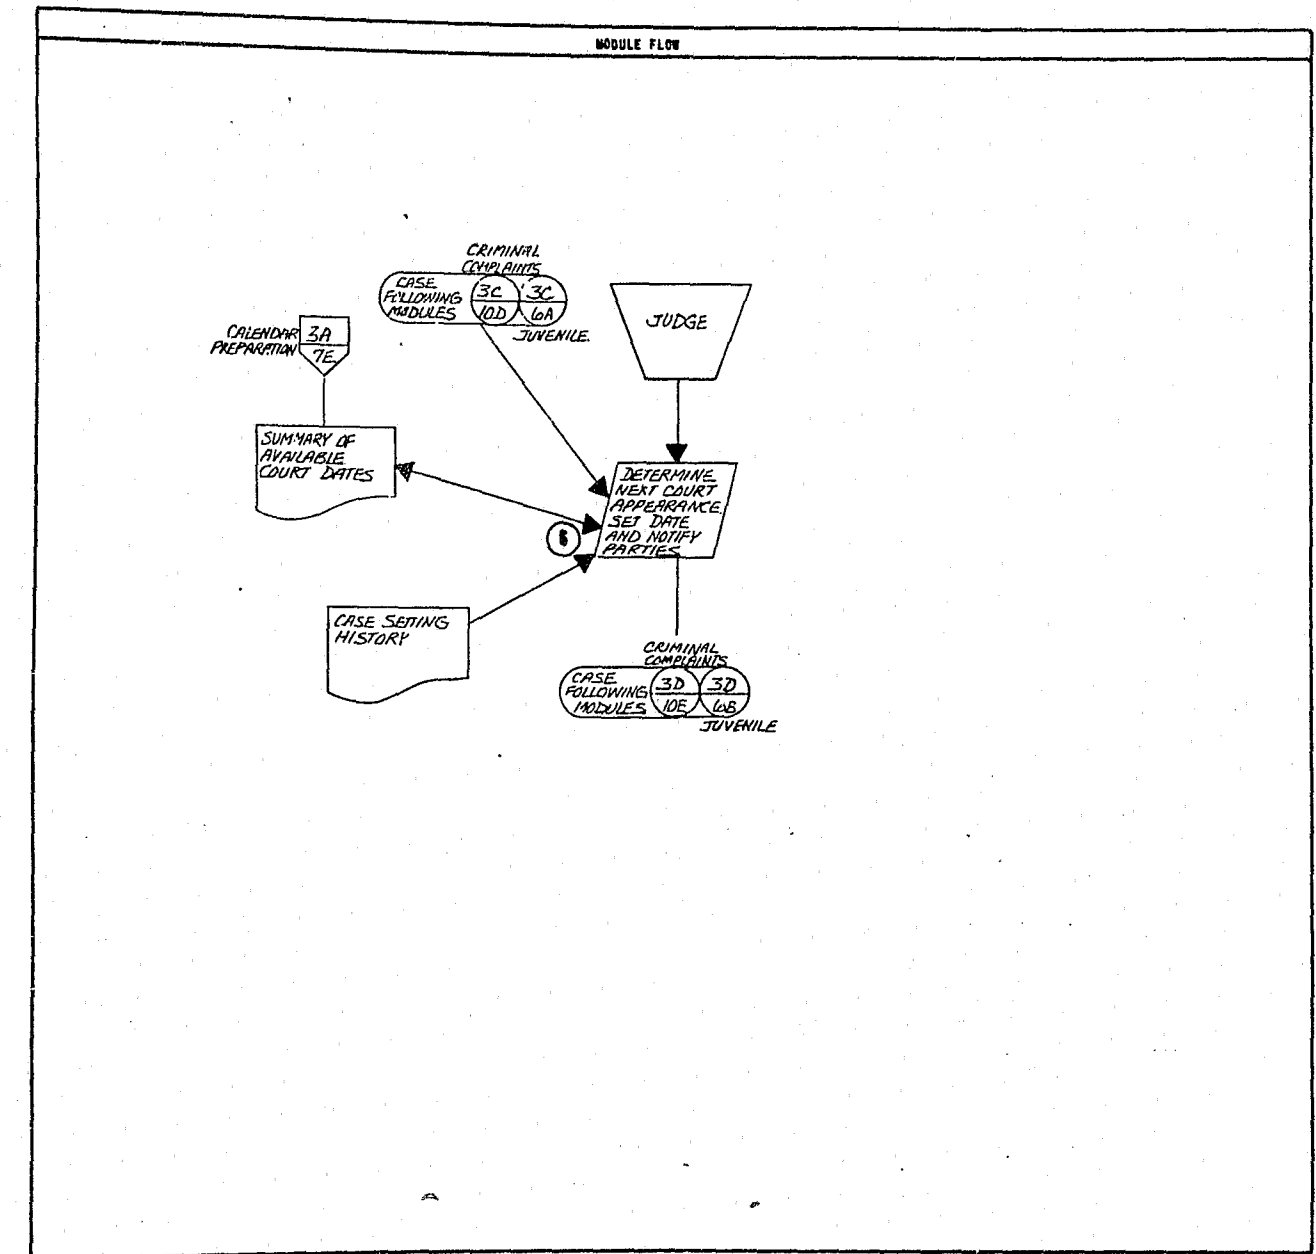 MODULE FLOW
CRIMINAL
COMPLAINTS
CASE
FOLLOWING
MODULES
3C
10D
3C
6A
JUVENILE
JUDGE
CALENDAR
PREPARATION
3A
7E
SUMMARY OF
AVAILABLE
COURT DATES
DETERMINE
NEXT COURT
APPEARANCE,
SET DATE
AND NOTIFY
PARTIES
CASE SETTING
HISTORY
CRIMINAL
COMPLAINTS
CASE
FOLLOWING
MODULES
3D
10E
3D
6B
JUVENILE